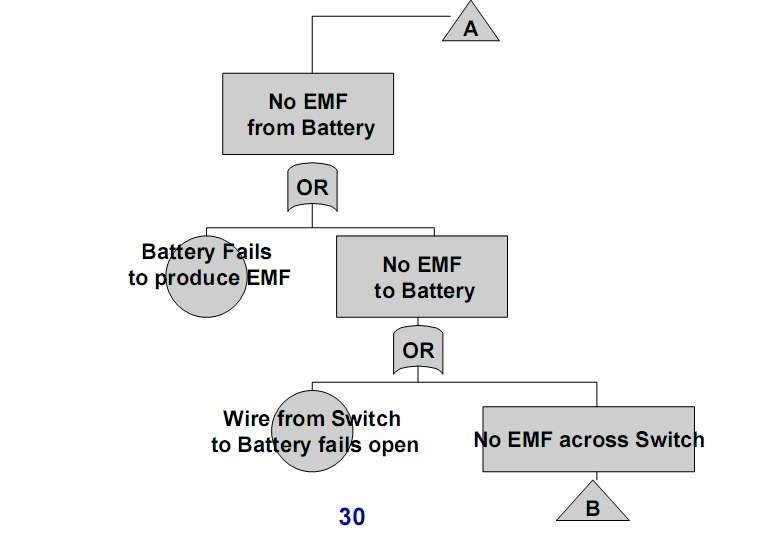 A
No EMF
from Battery
OR
Battery Fails
to produce EMF
No EMF
to Battery
OR
Wire from Switch
to Battery fails open
No EMF across Switch
B
30